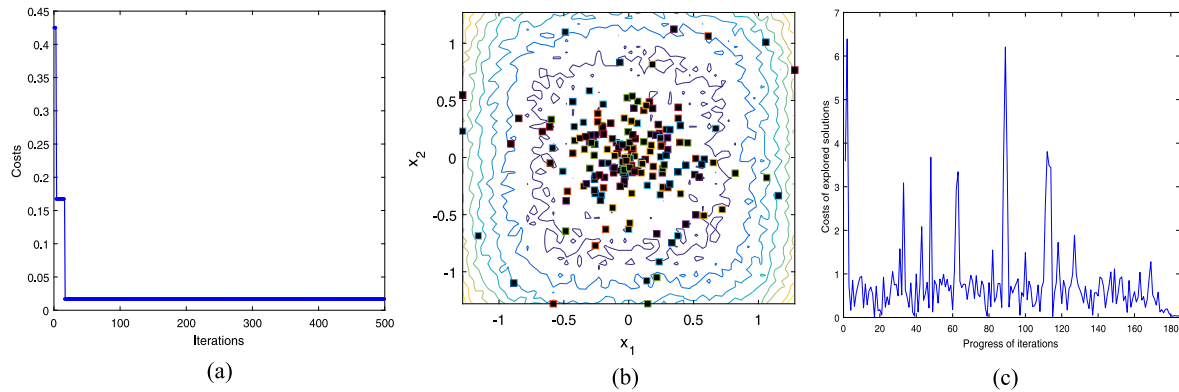 0.45
0.4
0.35
0.3
0.25
0.2
0.15
0.1
0.05
0
0 100 200 300 400 500
Costs
Iterations
(a)
1
0.5
0
-0.5
-1
-1 -0.5 0 0.5 1
x_2
x_1
(b)
7
6
5
4
3
2
1
0
0 20 40 60 80 100 120 140 160 180
Costs of explored solutions
Progress of iterations
(c)